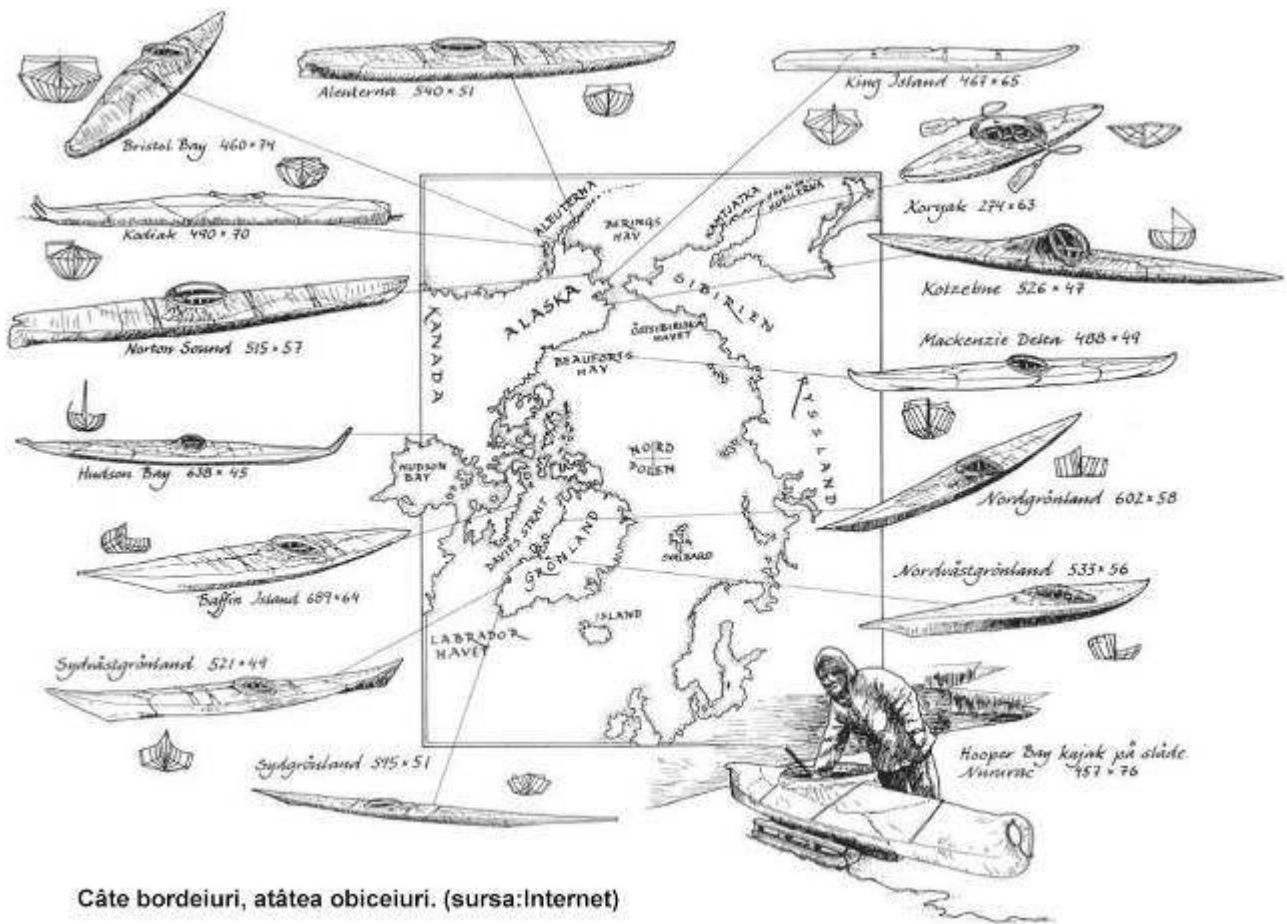 Bristol Bay 460×74
Aleuterna 540×51
King Island 467×65
Kodiak 490×70
Koryak 274×63
Norton Sound 515×57
Kotzebne 526×47
Mackenzie Delta 488×49
Hudson Bay 638×45
Nordgrönland 602×58
Baffin Island 689×64
Nordvästgrönland 533×56
Sydvästgrönland 521×49
Sydgrönland 595×51
Hooper Bay kajak på släde
457×76
ALEUTERNA
BERINGS
HAV
KAMTJATKA
KURILERNA
ALASKA
SIBIRIEN
KANADA
ÖSTSIBIRISKA
HAVET
BEAUFORTS
HAV
RYSSLAND
NORD
POLEN
HUDSON
BAY
DAVIES STRAIT
GRÖNLAND
SVALBARD
ISLAND
LABRADOR
HAVET
Câte bordeiuri, atâtea obiceiuri. (sursa:Internet)